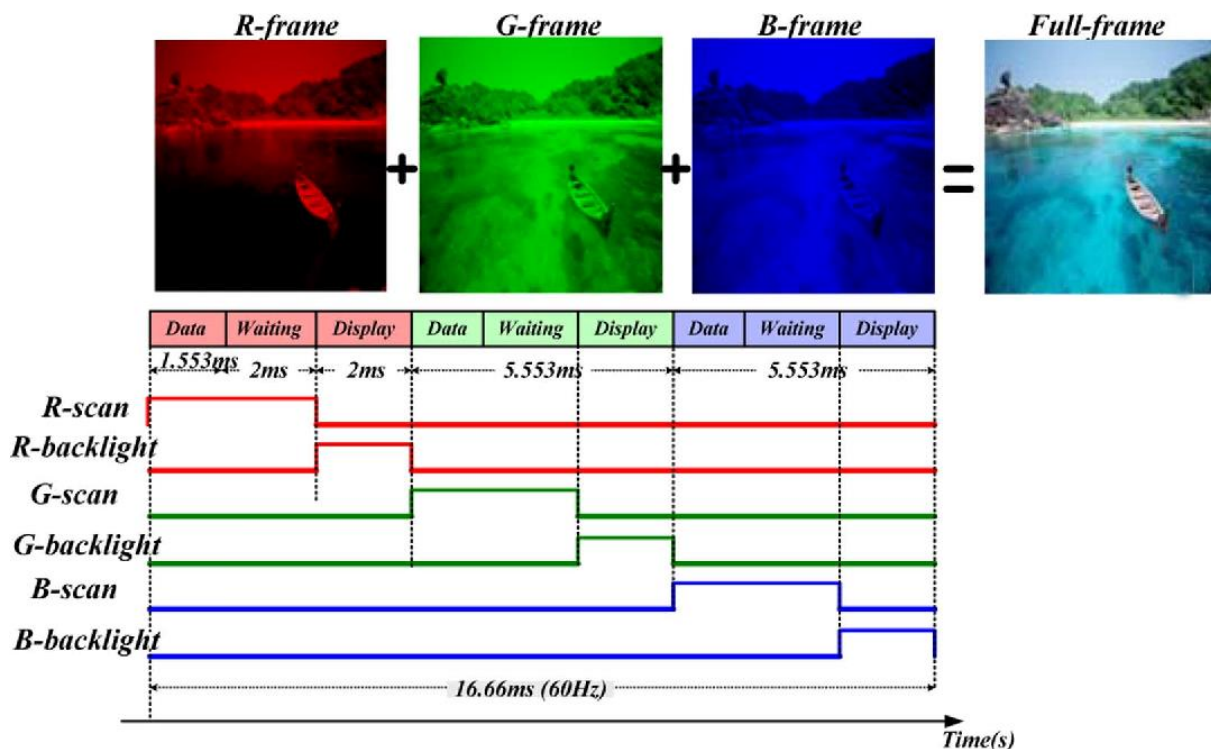 R-frame G-frame B-frame Full-frame
+ + =
Data Waiting Display Data Waiting Display Data Waiting Display
1.553ms 2ms 2ms 5.553ms 5.553ms
R-scan
R-backlight
G-scan
G-backlight
B-scan
B-backlight
16.66ms (60Hz)
Time(s)